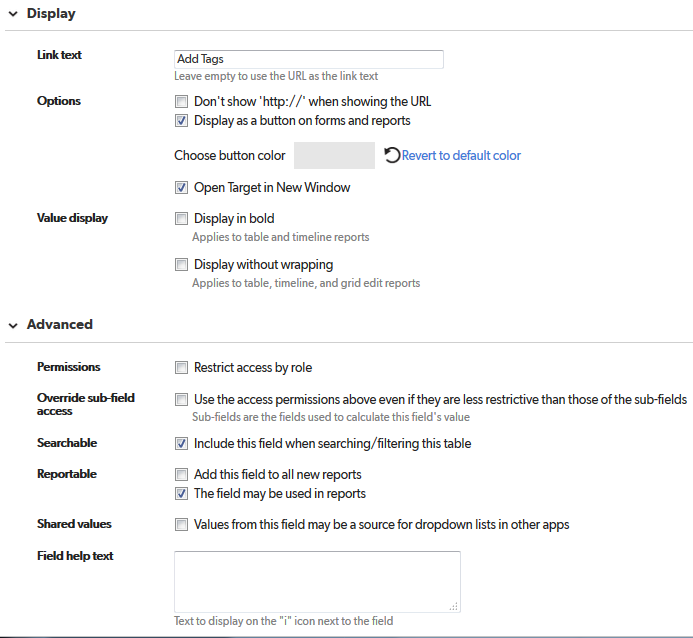 Display
Link text
Add Tags
Leave empty to use the URL as the link text
Options
Don't show 'http://' when showing the URL
Display as a button on forms and reports
Choose button color
Revert to default color
Open Target in New Window
Value display
Display in bold
Applies to table and timeline reports
Display without wrapping
Applies to table, timeline, and grid edit reports
Advanced
Permissions
Restrict access by role
Override sub-field
access
Use the access permissions above even if they are less restrictive than those of the sub-fields
Sub-fields are the fields used to calculate this field's value
Searchable
Include this field when searching/filtering this table
Reportable
Add this field to all new reports
The field may be used in reports
Shared values
Values from this field may be a source for dropdown lists in other apps
Field help text
Text to display on the "i" icon next to the field